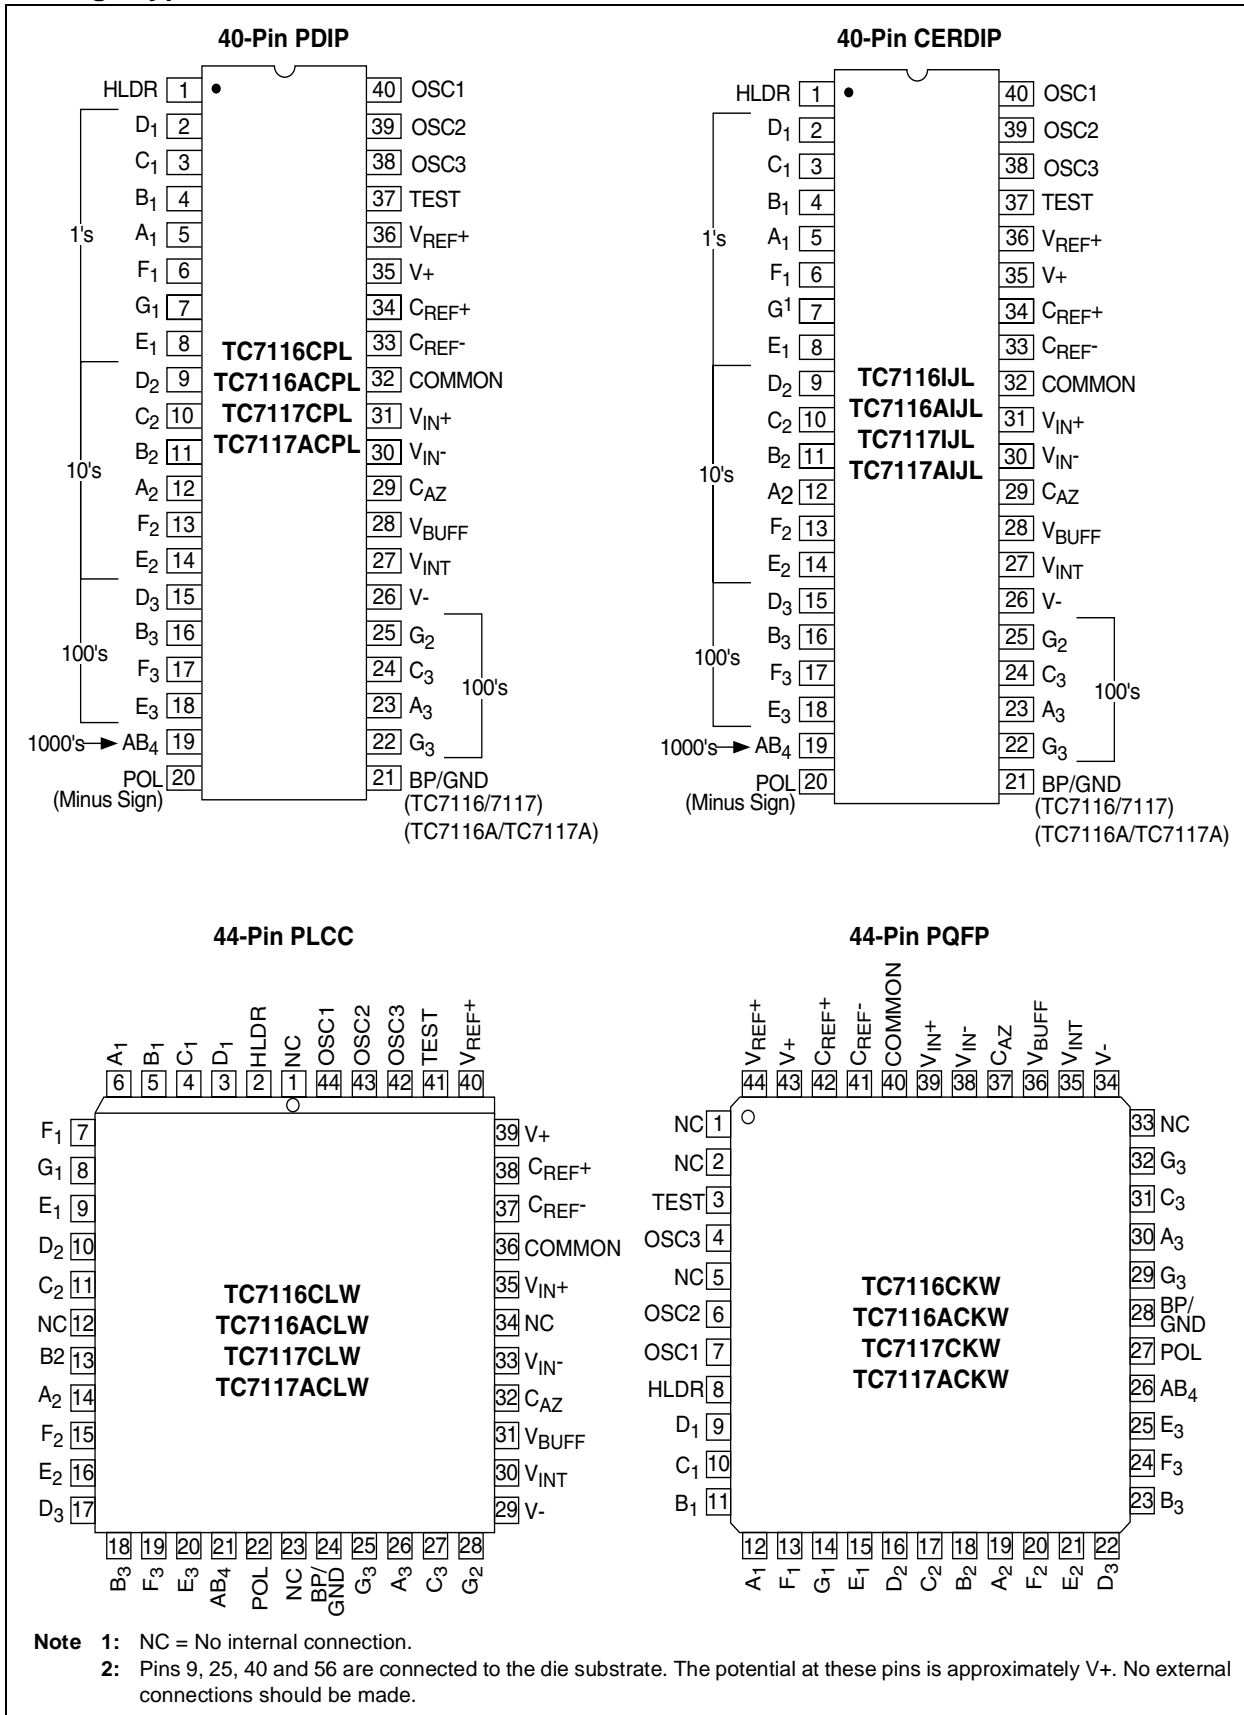 40-Pin PDIP
HLDR 1
D1 2
C1 3
B1 4
1's
A1 5
F1 6
G1 7
E1 8
D2 9
C2 10
B2 11
10's
A2 12
F2 13
E2 14
D3 15
B3 16
100's
F3 17
E3 18
1000's AB4 19
POL 20
(Minus Sign)
TC7116CPL
TC7116ACPL
TC7117CPL
TC7117ACPL
40 OSC1
39 OSC2
38 OSC3
37 TEST
36 VREF+
35 V+
34 CREF+
33 CREF-
32 COMMON
31 VIN+
30 VIN-
29 CAZ
28 VBUFF
27 VINT
26 V-
25 G2
24 C3
100's
23 A3
22 G3
21 BP/GND
(TC7116/7117)
(TC7116A/TC7117A)
40-Pin CERDIP
HLDR 1
D1 2
C1 3
B1 4
1's
A1 5
F1 6
G1 7
E1 8
D2 9
C2 10
B2 11
10's
A2 12
F2 13
E2 14
D3 15
B3 16
100's
F3 17
E3 18
1000's AB4 19
POL 20
(Minus Sign)
TC7116IJL
TC7116AIJL
TC7117IJL
TC7117AIJL
40 OSC1
39 OSC2
38 OSC3
37 TEST
36 VREF+
35 V+
34 CREF+
33 CREF-
32 COMMON
31 VIN+
30 VIN-
29 CAZ
28 VBUFF
27 VINT
26 V-
25 G2
24 C3
100's
23 A3
22 G3
21 BP/GND
(TC7116/7117)
(TC7116A/TC7117A)
44-Pin PLCC
A1 B1 C1 D1 HLDR NC OSC1 OSC2 OSC3 TEST VREF+
6 5 4 3 2 1 44 43 42 41 40
F1 7
G1 8
E1 9
D2 10
C2 11
NC 12
B2 13
A2 14
F2 15
E2 16
D3 17
TC7116CLW
TC7116ACLW
TC7117CLW
TC7117ACLW
39 V+
38 CREF+
37 CREF-
36 COMMON
35 VIN+
34 NC
33 VIN-
32 CAZ
31 VBUFF
30 VINT
29 V-
18 19 20 21 22 23 24 25 26 27 28
B3 F3 E3 AB4 POL NC BP/GND G3 A3 C3 G2
44-Pin PQFP
VREF+ V+ CREF+ CREF- COMMON VIN+ VIN- CAZ VBUFF VINT V-
44 43 42 41 40 39 38 37 36 35 34
NC 1
NC 2
TEST 3
OSC3 4
NC 5
OSC2 6
OSC1 7
HLDR 8
D1 9
C1 10
B1 11
TC7116CKW
TC7116ACKW
TC7117CKW
TC7117ACKW
33 NC
32 G3
31 C3
30 A3
29 G3
28 BP/
GND
27 POL
26 AB4
25 E3
24 F3
23 B3
12 13 14 15 16 17 18 19 20 21 22
A1 F1 G1 E1 D2 C2 B2 A2 F2 E2 D3
Note 1: NC = No internal connection.
2: Pins 9, 25, 40 and 56 are connected to the die substrate. The potential at these pins is approximately V+. No external
connections should be made.